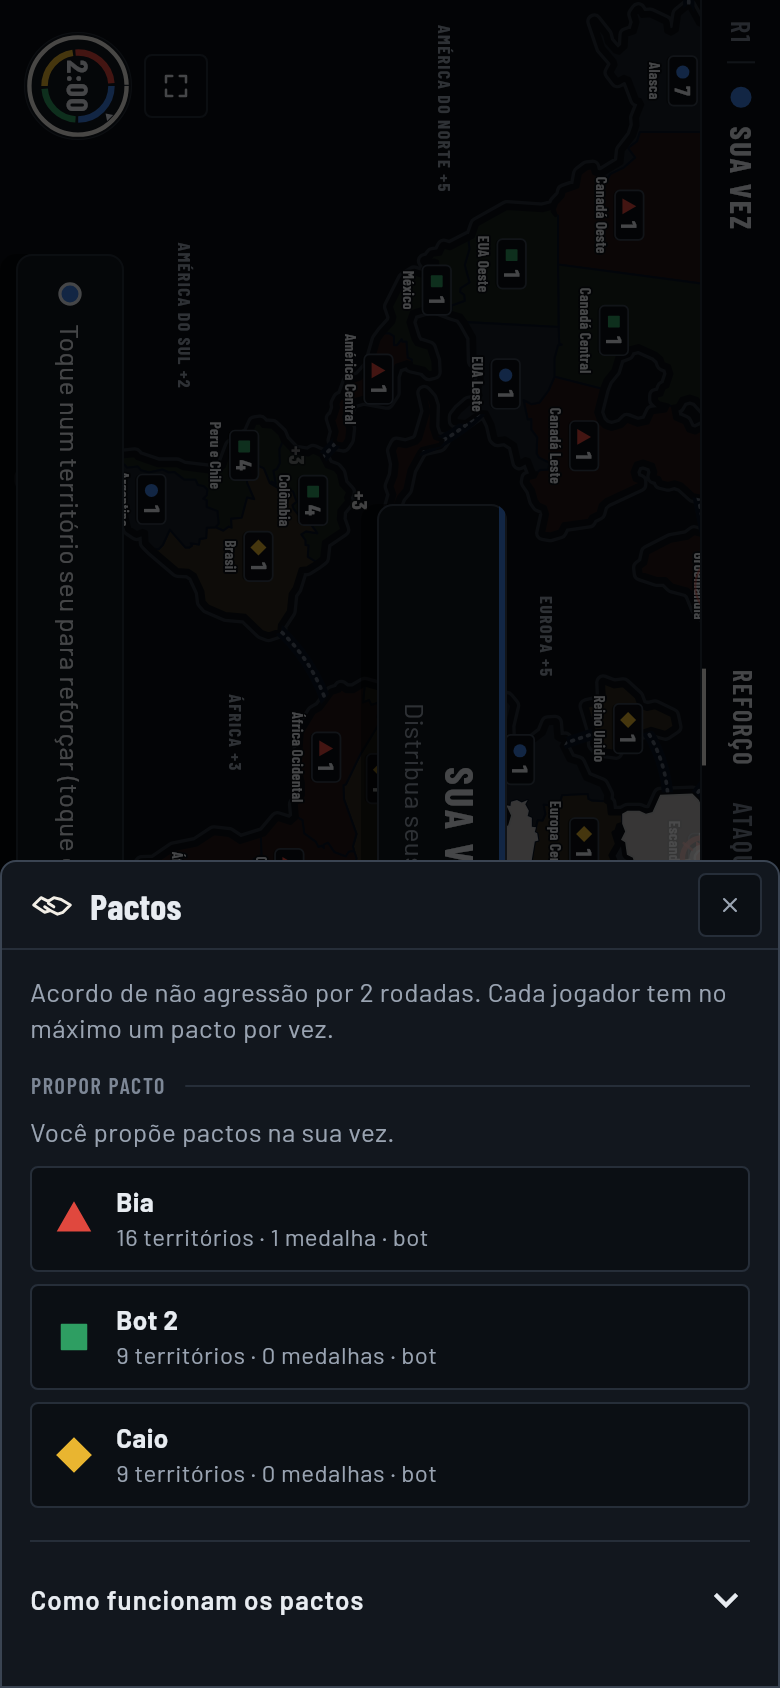 R1
SUA VEZ
REFORÇO
2:00
AMÉRICA DO NORTE +5
Alasca
7
Canadá Oeste
1
EUA Oeste
1
México
1
Canadá Central
1
América Central
1
EUA Leste
1
Canadá Leste
1
AMÉRICA DO SUL +2
Peru e Chile
4
+3
Colômbia
4
+3
Brasil
1
1
EUROPA +5
Reino Unido
1
1
ÁFRICA +3
África Ocidental
1
1
SUA V
Distribua seus
Toque num território seu para reforçar (toque
Pactos
Acordo de não agressão por 2 rodadas. Cada jogador tem no
máximo um pacto por vez.
PROPOR PACTO
Você propõe pactos na sua vez.
Bia
16 territórios · 1 medalha · bot
Bot 2
9 territórios · 0 medalhas · bot
Caio
9 territórios · 0 medalhas · bot
Como funcionam os pactos